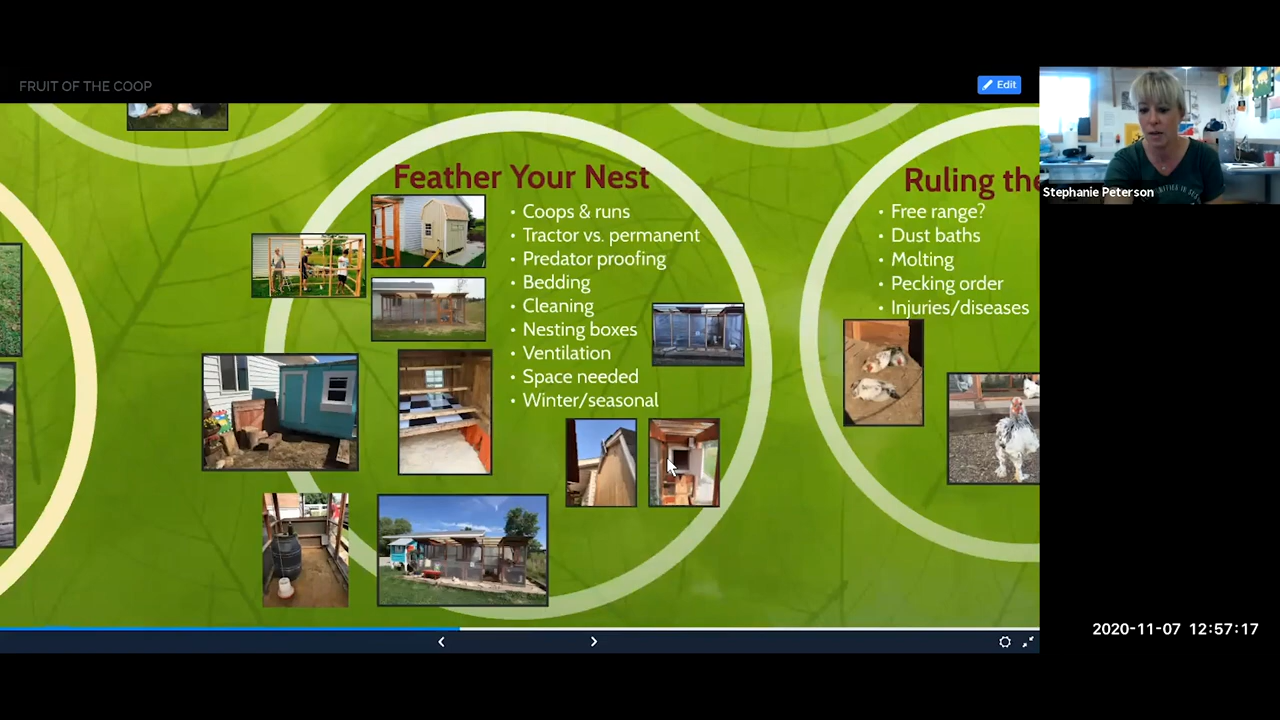 FRUIT OF THE COOP
Edit
Feather Your Nest
• Coops & runs
• Tractor vs. permanent
• Predator proofing
• Bedding
• Cleaning
• Nesting boxes
• Ventilation
• Space needed
• Winter/seasonal
Ruling the
• Free range?
• Dust baths
• Molting
• Pecking order
• Injuries/diseases
Stephanie Peterson
2020-11-07 12:57:17